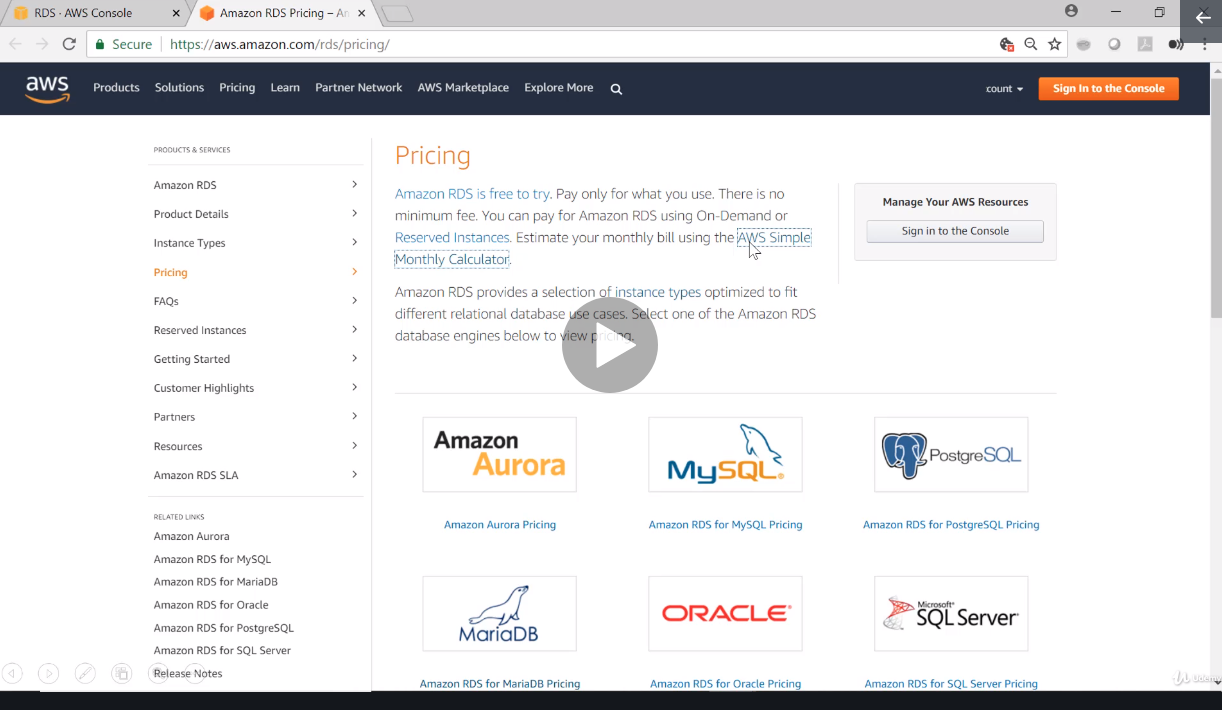 RDS · AWS Console
Amazon RDS Pricing – Am
Secure
https://aws.amazon.com/rds/pricing/
aws
Products
Solutions
Pricing
Learn
Partner Network
AWS Marketplace
Explore More
count
Sign In to the Console
PRODUCTS & SERVICES
Amazon RDS
Product Details
Instance Types
Pricing
FAQs
Reserved Instances
Getting Started
Customer Highlights
Partners
Resources
Amazon RDS SLA
RELATED LINKS
Amazon Aurora
Amazon RDS for MySQL
Amazon RDS for MariaDB
Amazon RDS for Oracle
Amazon RDS for PostgreSQL
Amazon RDS for SQL Server
Release Notes
Pricing
Amazon RDS is free to try. Pay only for what you use. There is no
minimum fee. You can pay for Amazon RDS using On-Demand or
Reserved Instances. Estimate your monthly bill using the AWS Simple
Monthly Calculator.
Amazon RDS provides a selection of instance types optimized to fit
different relational database use cases. Select one of the Amazon RDS
database engines below to view pricing.
Manage Your AWS Resources
Sign in to the Console
Amazon
Aurora
Amazon Aurora Pricing
MySQL®
Amazon RDS for MySQL Pricing
PostgreSQL
Amazon RDS for PostgreSQL Pricing
MariaDB
Amazon RDS for MariaDB Pricing
ORACLE®
Amazon RDS for Oracle Pricing
Microsoft®
SQL Server®
Amazon RDS for SQL Server Pricing
Udemy